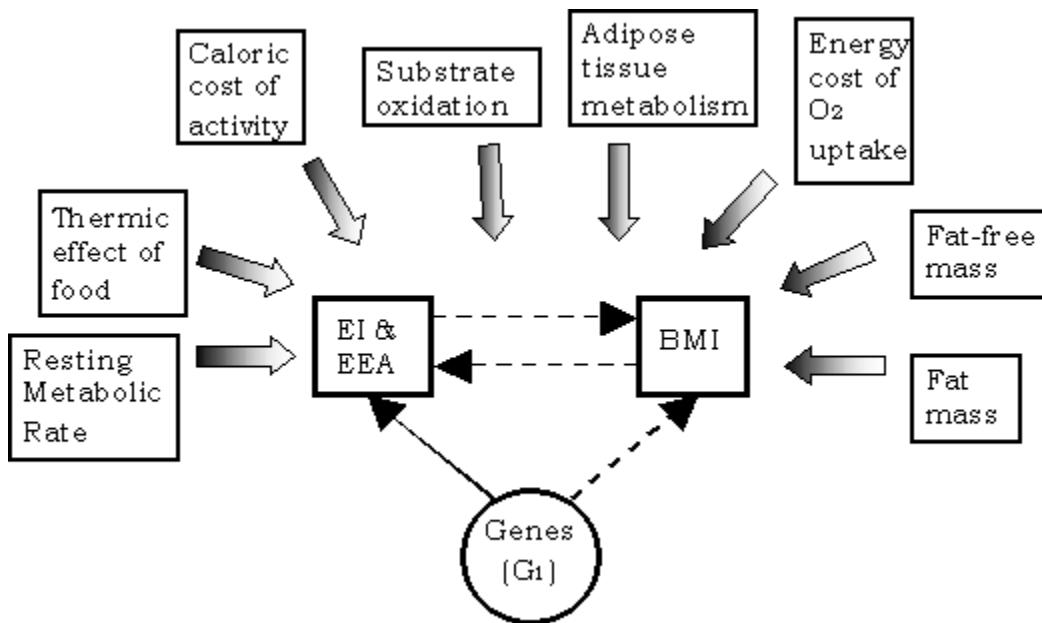 Caloric
cost of
activity
Substrate
oxidation
Adipose
tissue
metabolism
Energy
cost of
O2
uptake
Thermic
effect of
food
Fat-free
mass
Resting
Metabolic
Rate
EI &
EEA
BMI
Fat
mass
Genes
(G1)